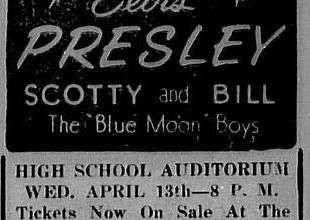 Elvis
PRESLEY
SCOTTY and BILL
The "Blue Moon" Boys
HIGH SCHOOL AUDITORIUM
WED. APRIL 13th—8 P. M.
Tickets Now On Sale At The